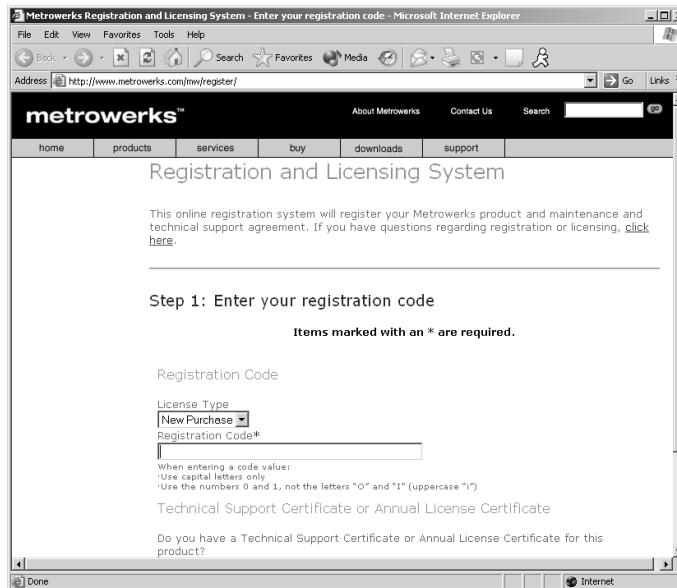 Metrowerks Registration and Licensing System - Enter your registration code - Microsoft Internet Explorer
File Edit View Favorites Tools Help
Back Search Favorites Media
Address http://www.metrowerks.com/mw/register/ Go Links
metrowerks™ About Metrowerks Contact Us Search go
home products services buy downloads support
Registration and Licensing System
This online registration system will register your Metrowerks product and maintenance and
technical support agreement. If you have questions regarding registration or licensing, click
here.
Step 1: Enter your registration code
Items marked with an * are required.
Registration Code
License Type
New Purchase
Registration Code*
When entering a code value:
·Use capital letters only
·Use the numbers 0 and 1, not the letters "O" and "I" (uppercase "i")
Technical Support Certificate or Annual License Certificate
Do you have a Technical Support Certificate or Annual License Certificate for this
product?
Done Internet